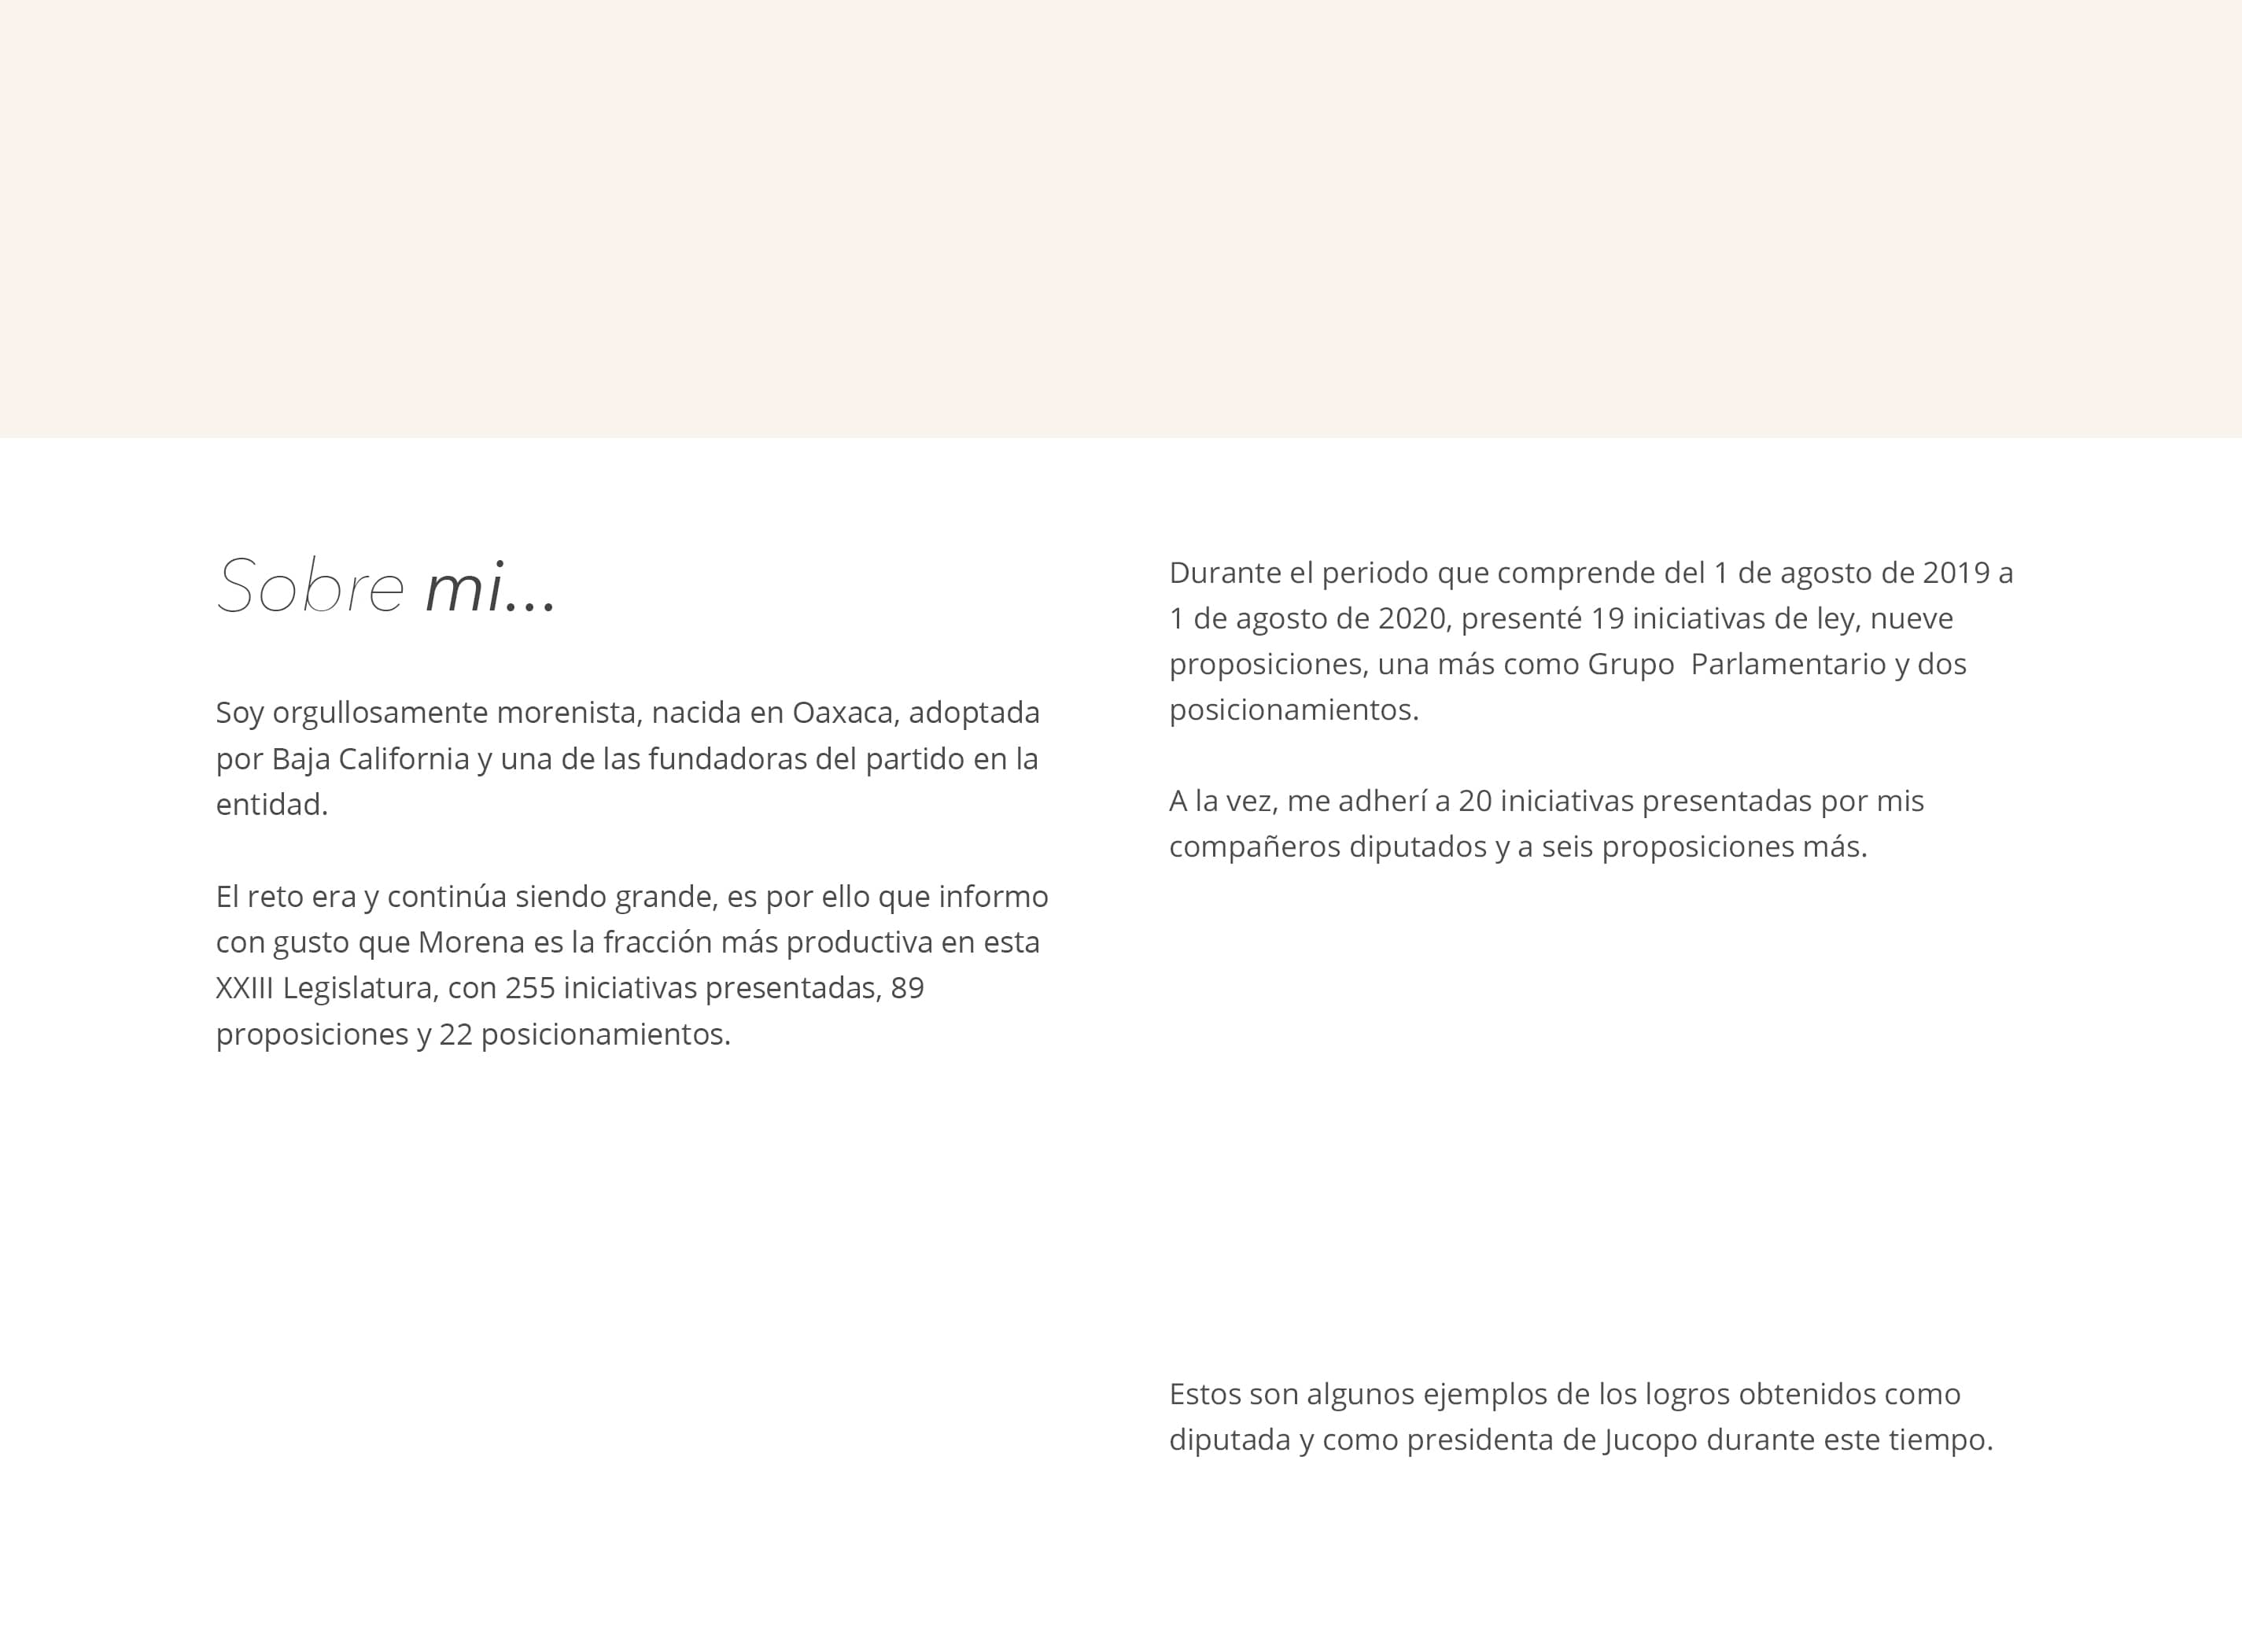 Sobre mi...
Soy orgullosamente morenista, nacida en Oaxaca, adoptada
por Baja California y una de las fundadoras del partido en la
entidad.
El reto era y continúa siendo grande, es por ello que informo
con gusto que Morena es la fracción más productiva en esta
XXIII Legislatura, con 255 iniciativas presentadas, 89
proposiciones y 22 posicionamientos.
Durante el periodo que comprende del 1 de agosto de 2019 a
1 de agosto de 2020, presenté 19 iniciativas de ley, nueve
proposiciones, una más como Grupo  Parlamentario y dos
posicionamientos.
A la vez, me adherí a 20 iniciativas presentadas por mis
compañeros diputados y a seis proposiciones más.
Estos son algunos ejemplos de los logros obtenidos como
diputada y como presidenta de Jucopo durante este tiempo.